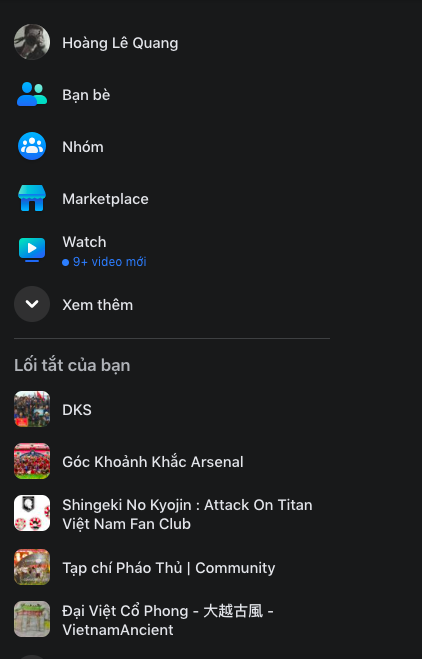 Hoàng Lê Quang
Bạn bè
Nhóm
Marketplace
Watch
9+ video mới
Xem thêm
Lối tắt của bạn
DKS
Góc Khoảnh Khắc Arsenal
Shingeki No Kyojin : Attack On Titan
Việt Nam Fan Club
Tạp chí Pháo Thủ | Community
Đại Việt Cổ Phong - 大越古風 -
VietnamAncient